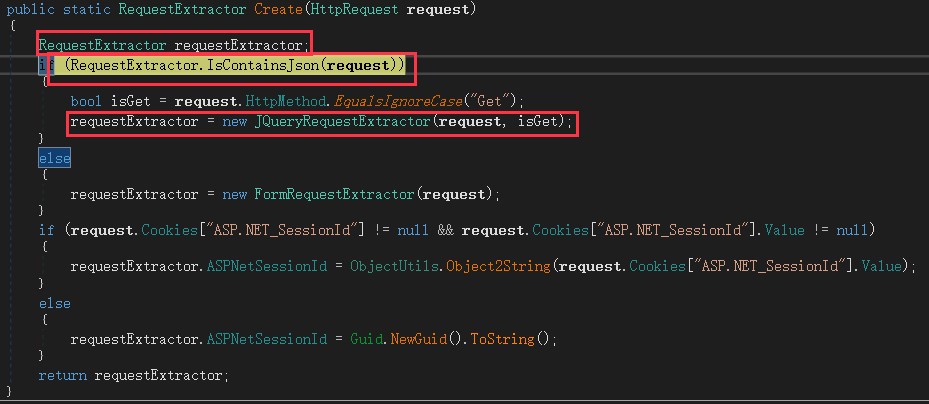 public static RequestExtractor Create(HttpRequest request)
{
RequestExtractor requestExtractor;
if (RequestExtractor.IsContainsJson(request))
{
bool isGet = request.HttpMethod.EqualsIgnoreCase("Get");
requestExtractor = new JQueryRequestExtractor(request, isGet);
}
else
{
requestExtractor = new FormRequestExtractor(request);
}
if (request.Cookies["ASP.NET_SessionId"] != null && request.Cookies["ASP.NET_SessionId"].Value != null)
{
requestExtractor.ASPNetSessionId = ObjectUtils.Object2String(request.Cookies["ASP.NET_SessionId"].Value);
}
else
{
requestExtractor.ASPNetSessionId = Guid.NewGuid().ToString();
}
return requestExtractor;
}